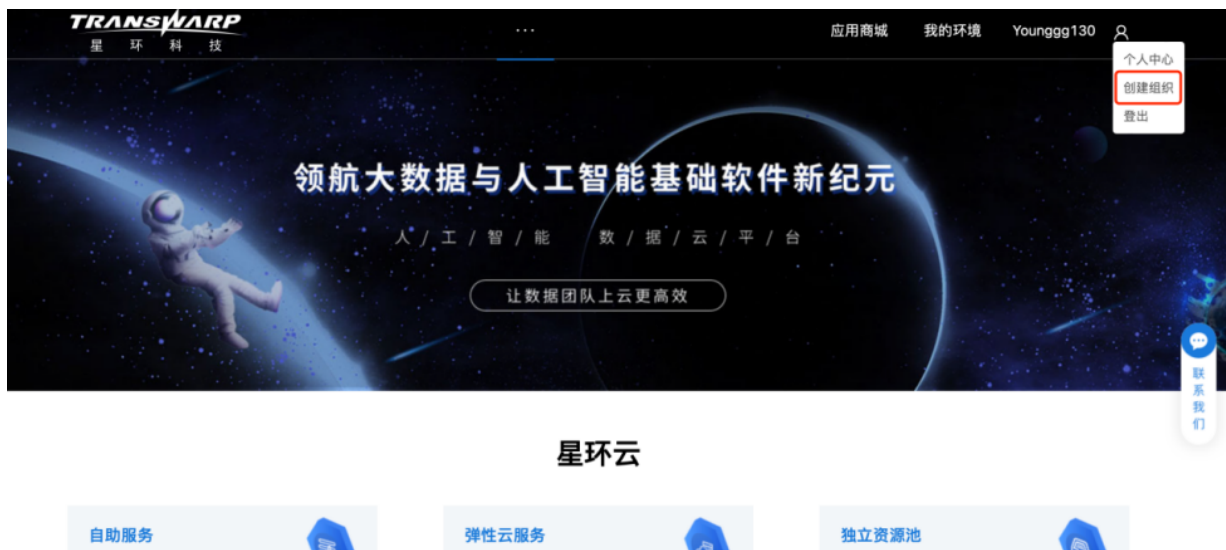 TRANSWARP
星环科技
...
应用商城 我的环境 Younggg130
个人中心
创建组织
登出
领航大数据与人工智能基础软件新纪元
人/工/智/能 数/据/云/平/台
让数据团队上云更高效
联系我们
星环云
自助服务 弹性云服务 独立资源池